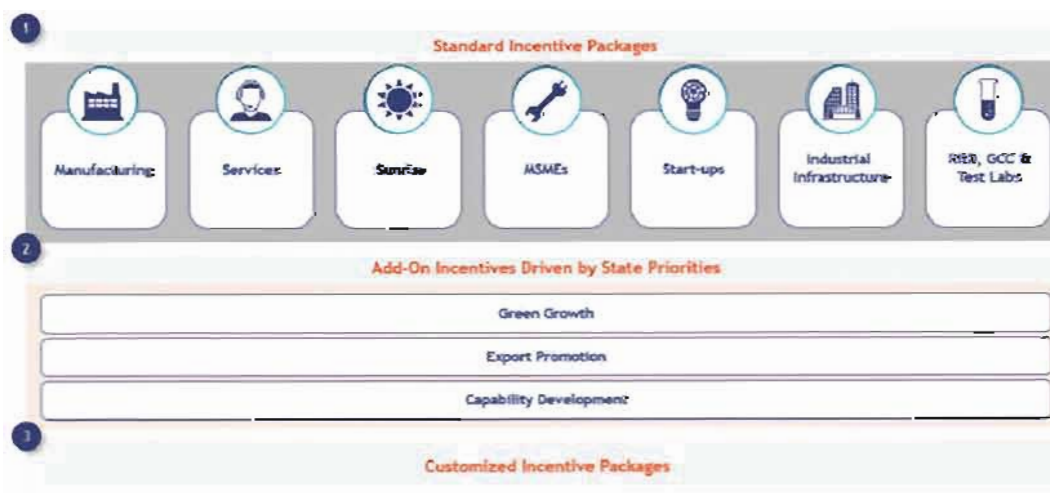 1
Standard Incentive Packages
Manufacturing
Services
Sunrise
MSMEs
Start-ups
Industrial
Infrastructure
R&D, GCC &
Test Labs
2
Add-On Incentives Driven by State Priorities
Green Growth
Export Promotion
Capability Development
3
Customized Incentive Packages